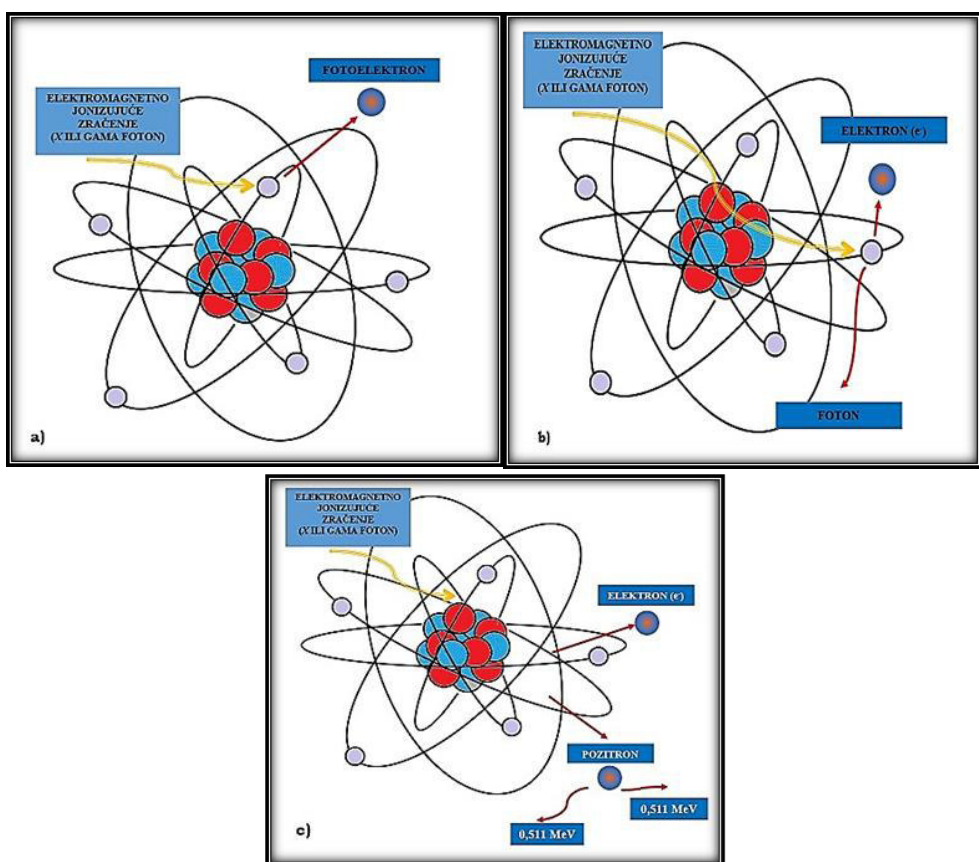 ELEKTROMAGNETNO
JONIZUJUĆE
ZRAČENJE
(X ILI GAMA FOTON)
FOTOELEKTRON
a)
ELEKTROMAGNETNO
JONIZUJUĆE
ZRAČENJE
(X ILI GAMA FOTON)
ELEKTRON (e-)
FOTON
b)
ELEKTROMAGNETNO
JONIZUJUĆE
ZRAČENJE
(X ILI GAMA FOTON)
ELEKTRON (e-)
POZITRON
0,511 MeV
0,511 MeV
c)